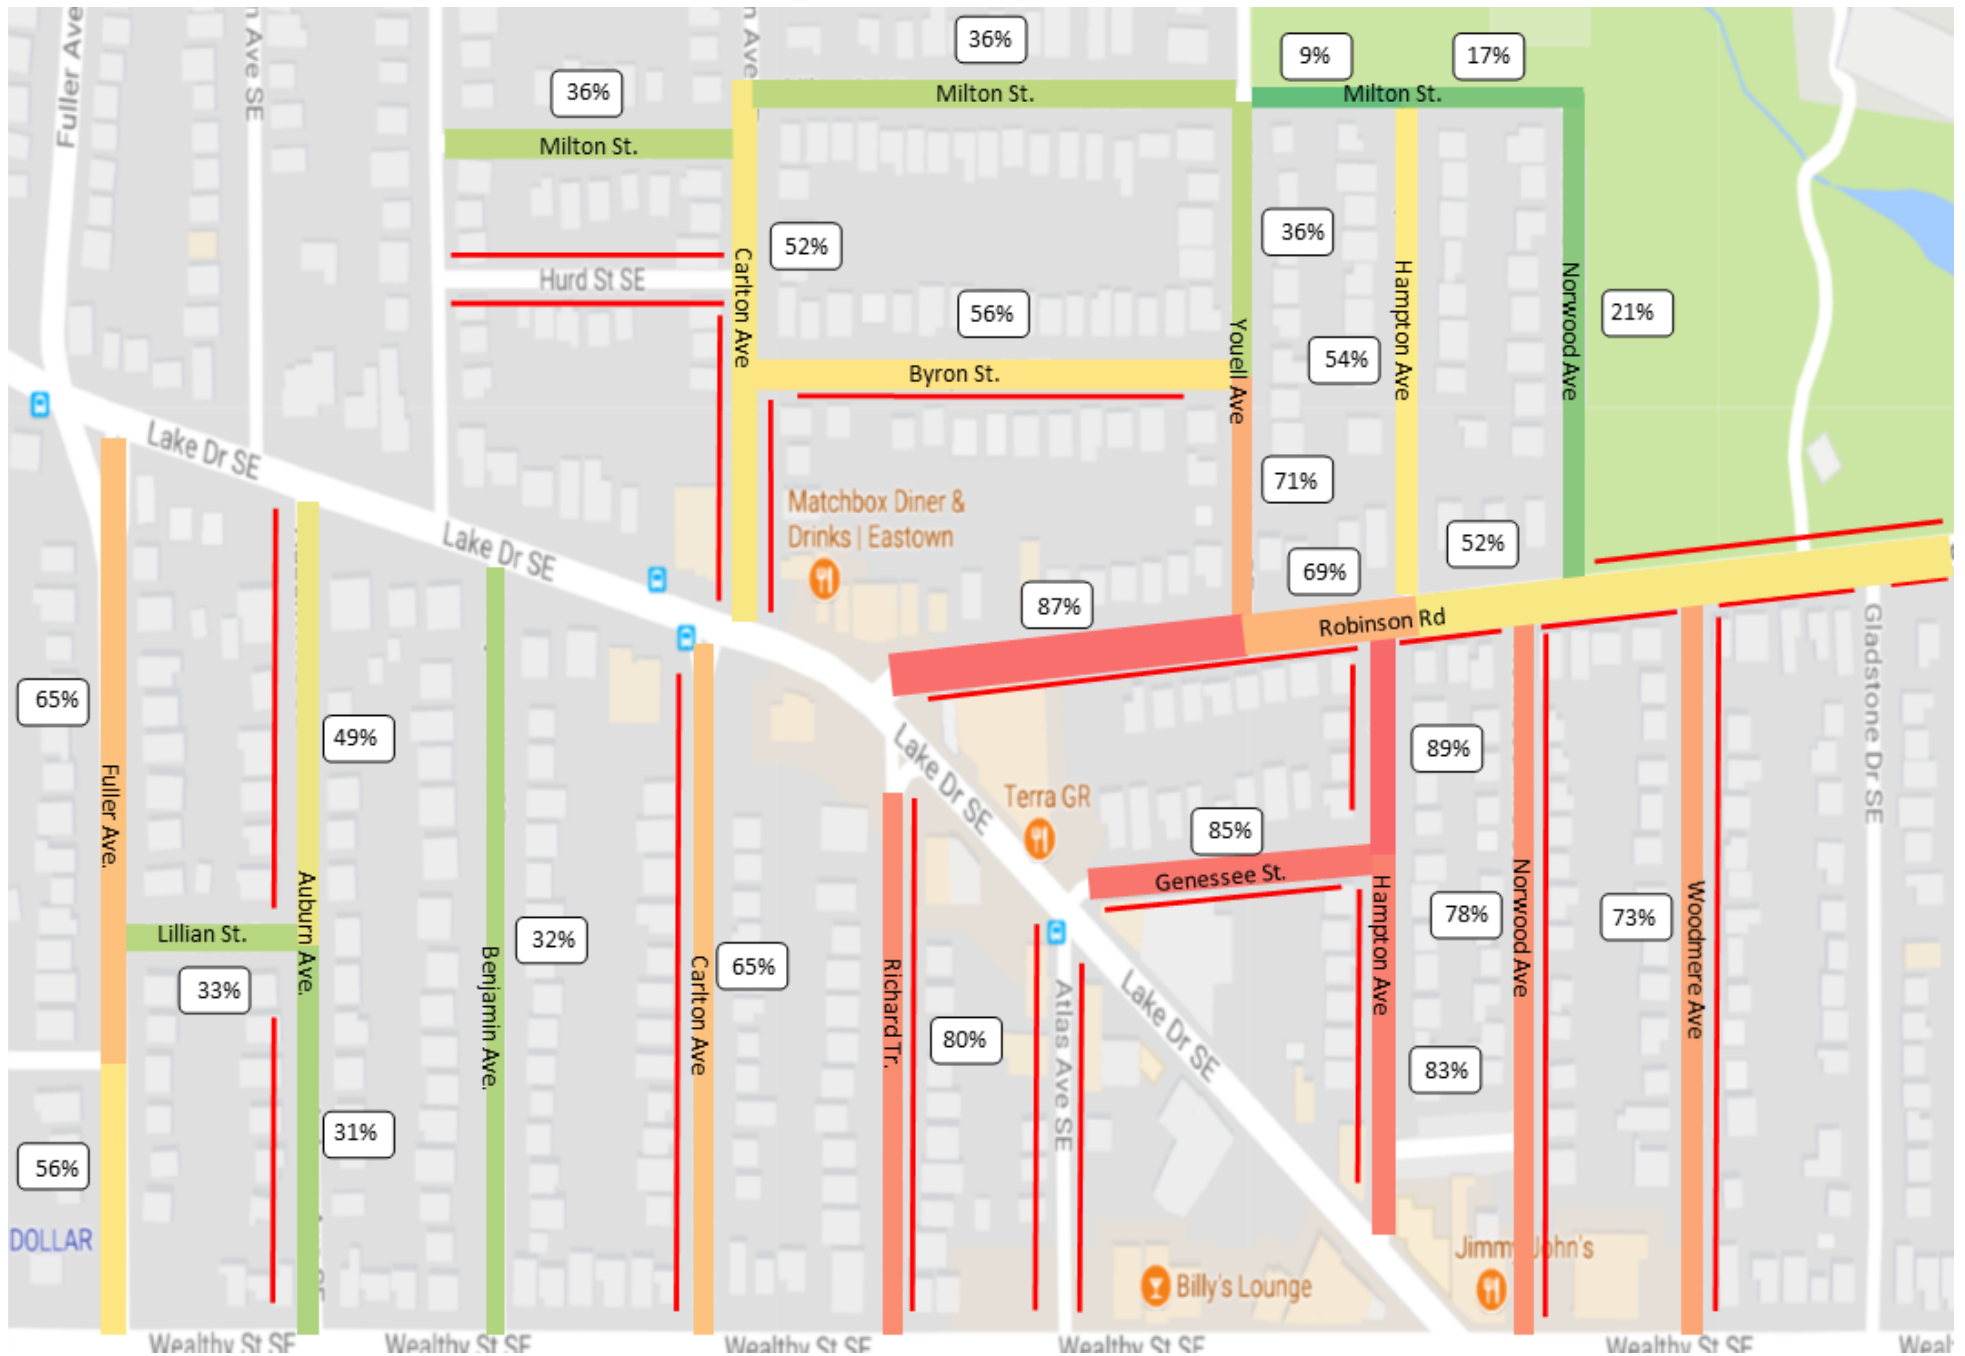 Fuller Ave
n Ave SE
n Ave
36%
36%
9%
17%
Milton St.
Milton St.
Milton St.
Hurd St SE
Carlton Ave
52%
56%
Byron St.
Youell Ave
36%
54%
Hampton Ave
Norwood Ave
21%
Lake Dr SE
Lake Dr SE
Matchbox Diner &
Drinks | Eastown
71%
69%
52%
87%
Robinson Rd
Gladstone Dr SE
65%
Fuller Ave.
49%
Auburn Ave.
Lillian St.
33%
32%
Benjamin Ave.
Carlton Ave
65%
Richard Tr.
80%
Lake Dr SE
Terra GR
85%
Genessee St.
89%
Hampton Ave
78%
Norwood Ave
73%
Woodmere Ave
Atlas Ave SE
Lake Dr SE
83%
56%
31%
DOLLAR
Billy's Lounge
Jimmy John's
Wealthy St SE
Wealthy St SE
Wealthy St SE
Wealthy St SE
Wealthy St SE
Weal